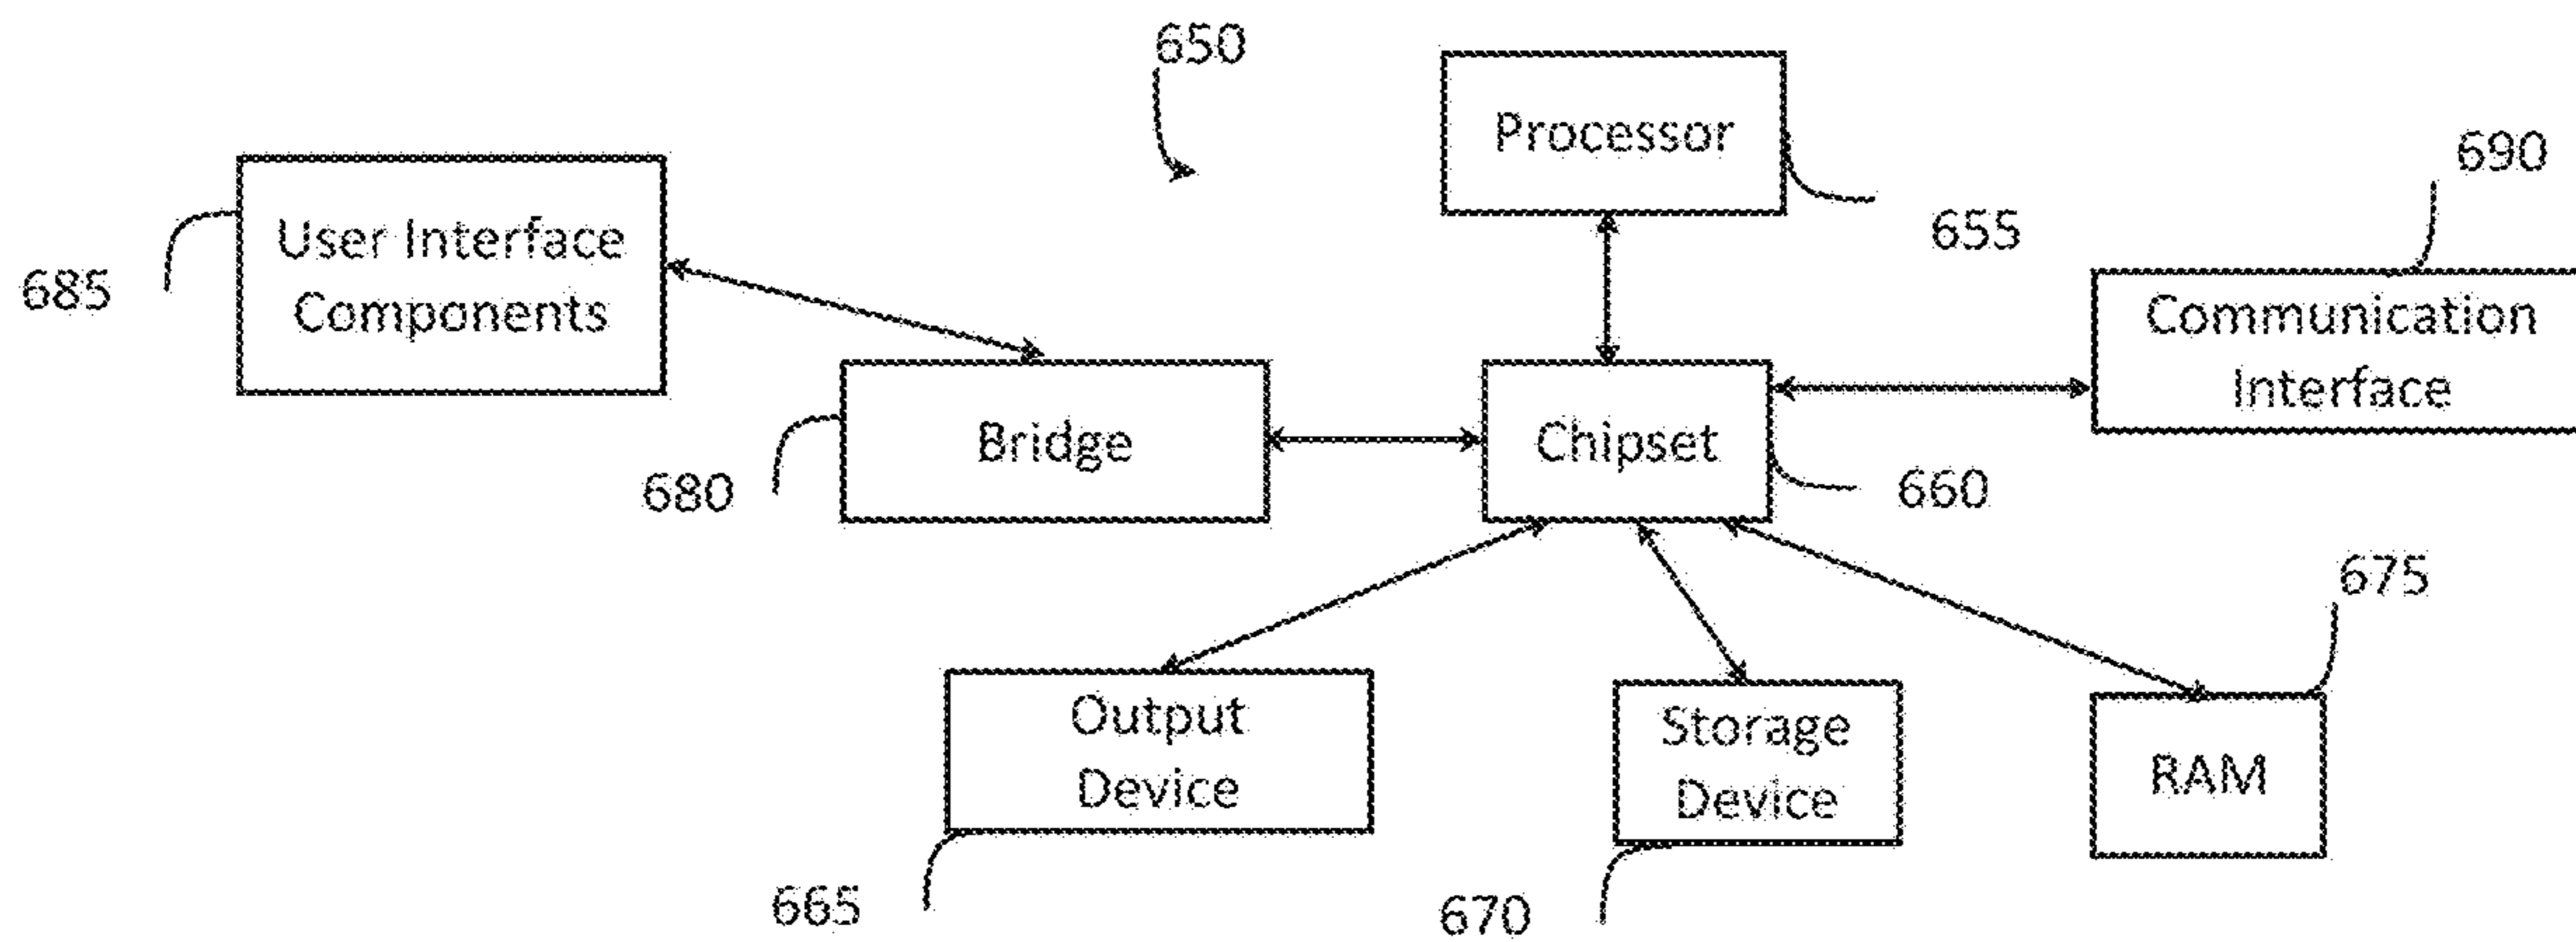 650
Processor
690
User Interface
Components
655
685
Communication
Interface
Bridge
Chipset
680
660
675
Output
Device
Storage
Device
RAM
665
670